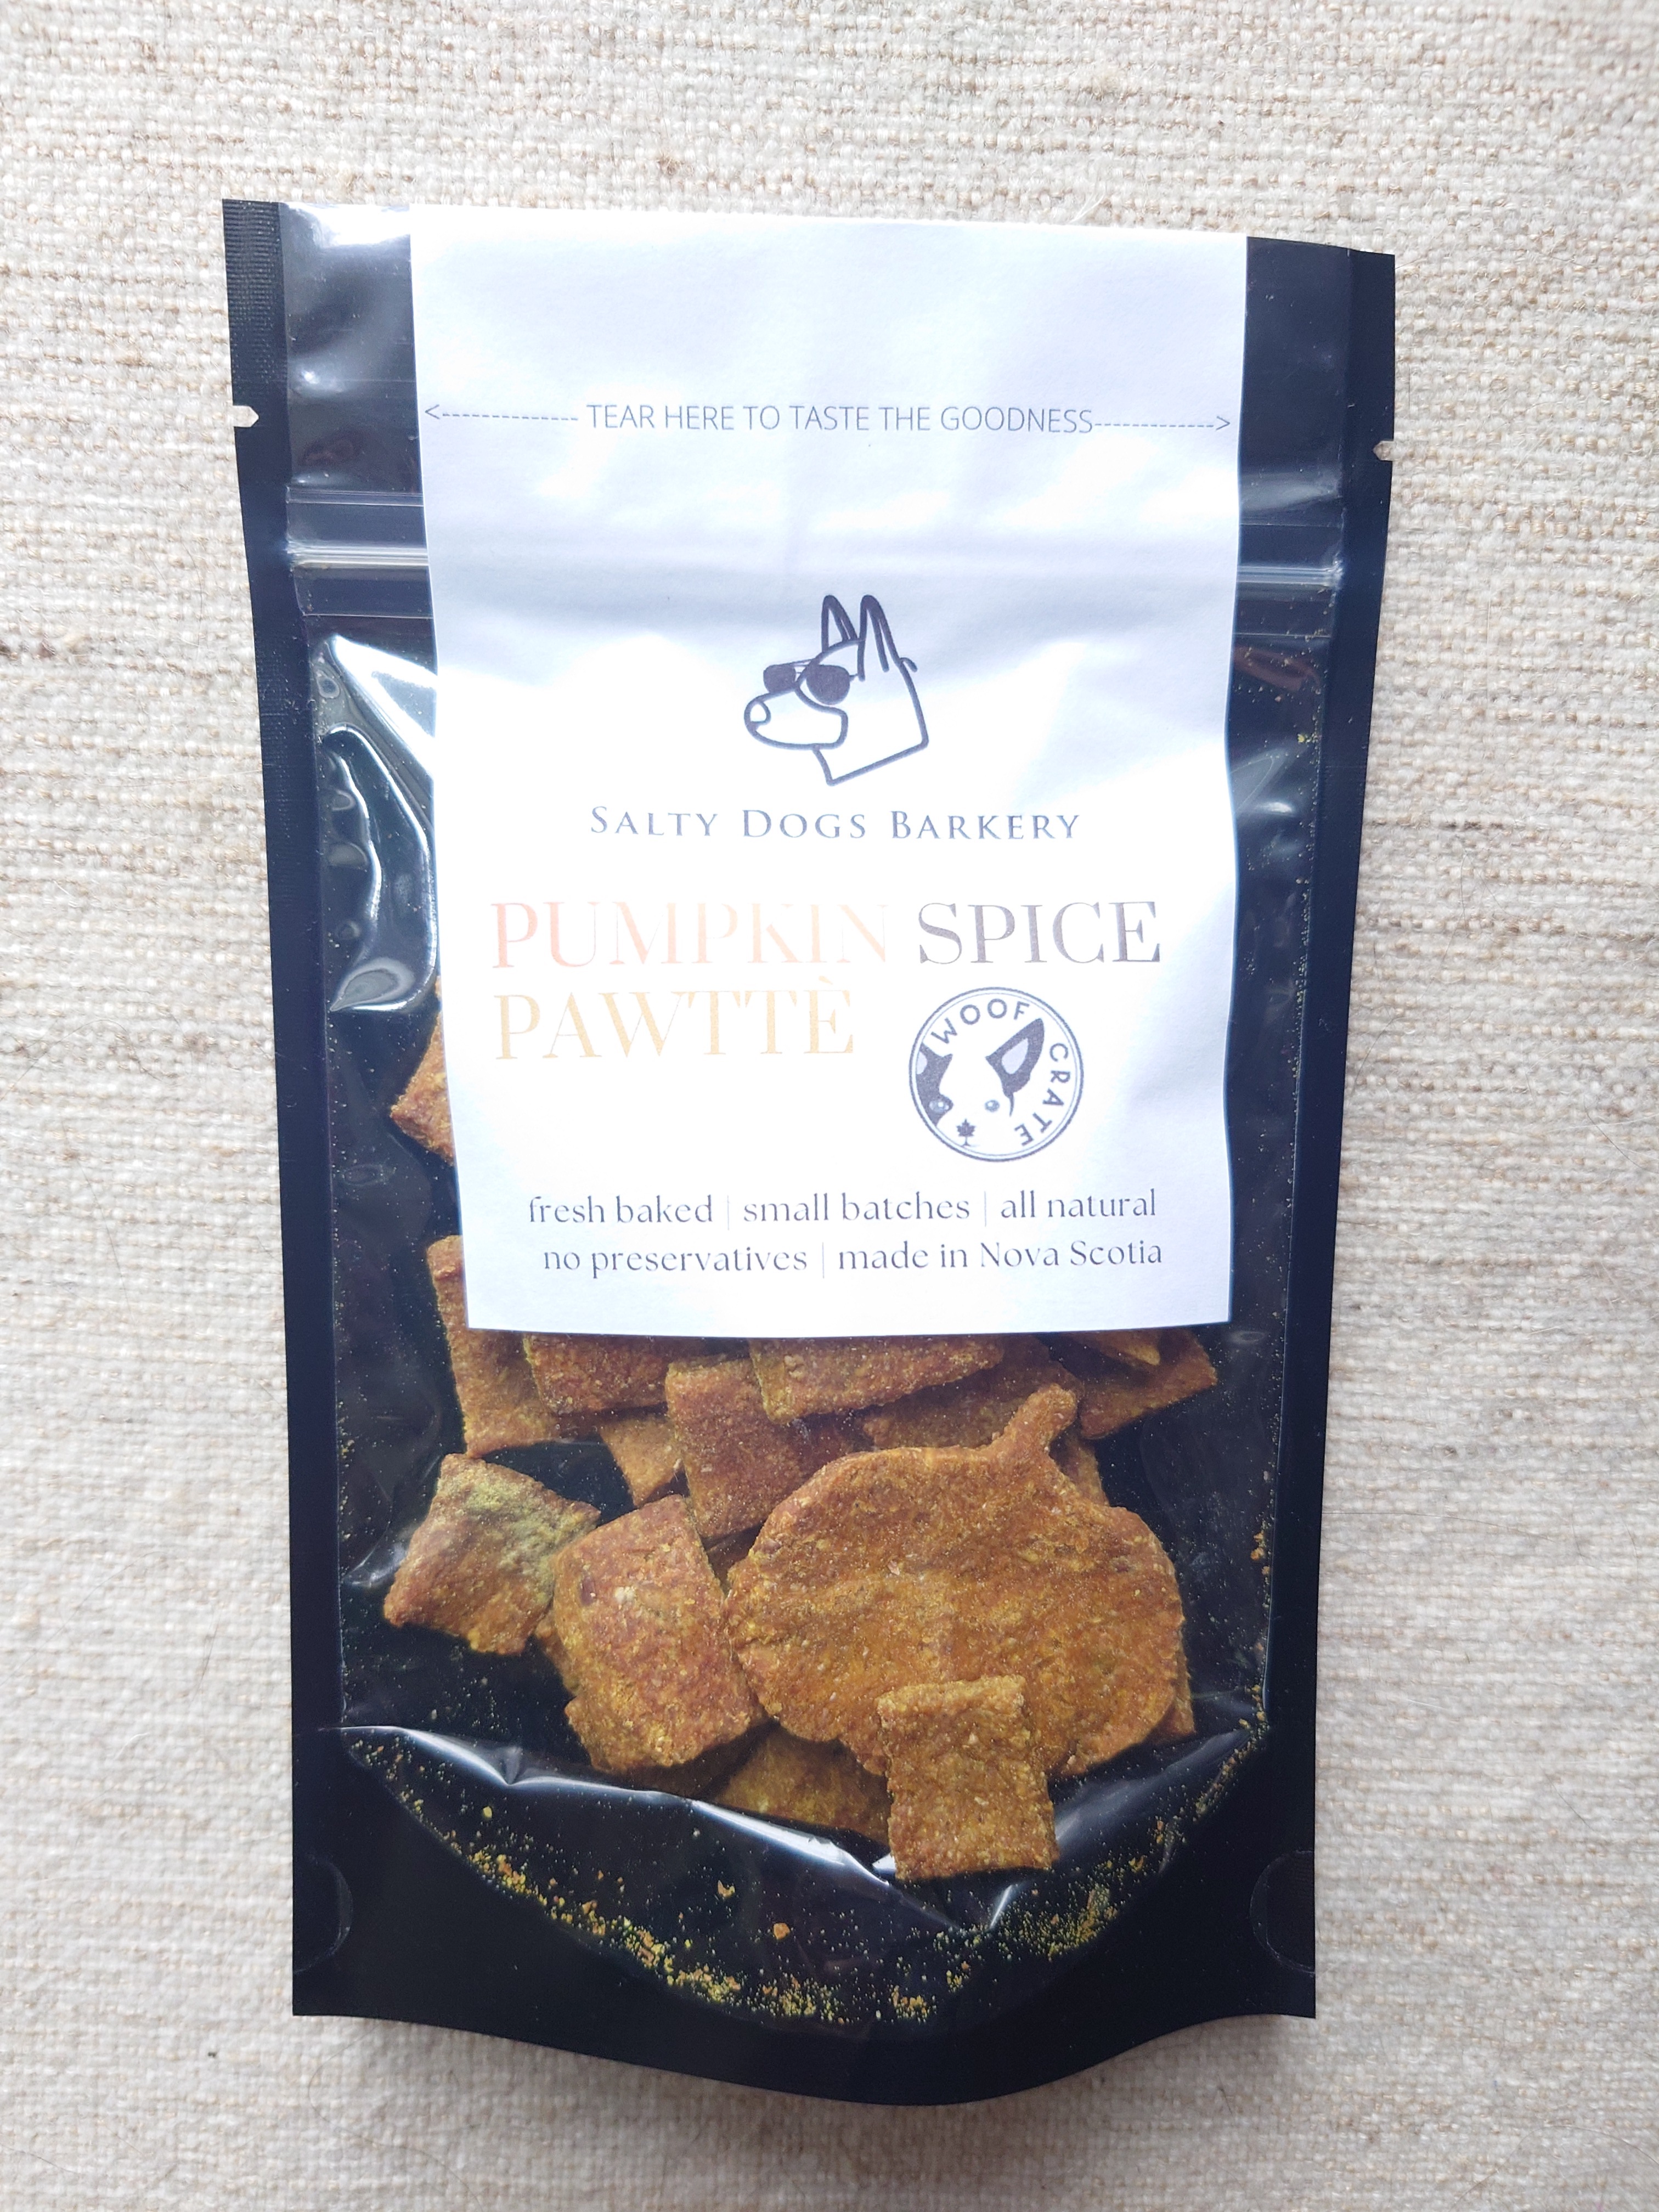 <------------- TEAR HERE TO TASTE THE GOODNESS------------->
SALTY DOGS BARKERY
PUMPKIN SPICE
PAWTTÈ
WOOF CRATE
fresh baked | small batches | all natural
no preservatives | made in Nova Scotia